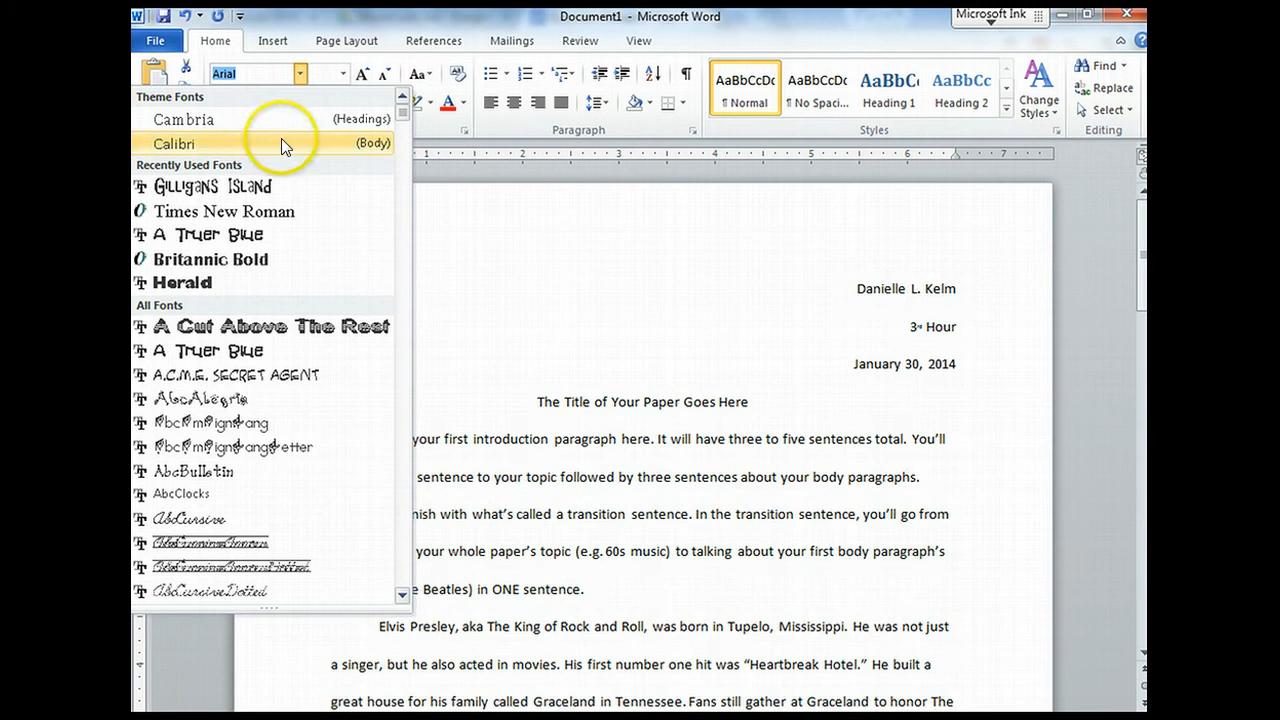 Document1 - Microsoft Word
Microsoft Ink
File Home Insert Page Layout References Mailings Review View
Arial
Aa
AaBbCcDc AaBbCcDc AaBbC AaBbCc
¶ Normal ¶ No Spaci... Heading 1 Heading 2
Change Styles
Find
Replace
Select
Paragraph Styles Editing
Theme Fonts
Cambria (Headings)
Calibri (Body)
Recently Used Fonts
Gilligans Island
Times New Roman
A Truer Blue
Britannic Bold
Herald
All Fonts
A Cut Above The Rest
A Truer Blue
A.C.M.E. SECRET AGENT
AbcAlegria
AbcBulletin
AbcClocks
AbcCursive
AbcCursiveDotted
1 2 3 4 5 6 7
Danielle L. Kelm
3rd Hour
January 30, 2014
The Title of Your Paper Goes Here
your first introduction paragraph here. It will have three to five sentences total. You'll
sentence to your topic followed by three sentences about your body paragraphs.
nish with what's called a transition sentence. In the transition sentence, you'll go from
your whole paper's topic (e.g. 60s music) to talking about your first body paragraph's
e Beatles) in ONE sentence.
Elvis Presley, aka The King of Rock and Roll, was born in Tupelo, Mississippi. He was not just
a singer, but he also acted in movies. His first number one hit was “Heartbreak Hotel.” He built a
great house for his family called Graceland in Tennessee. Fans still gather at Graceland to honor The